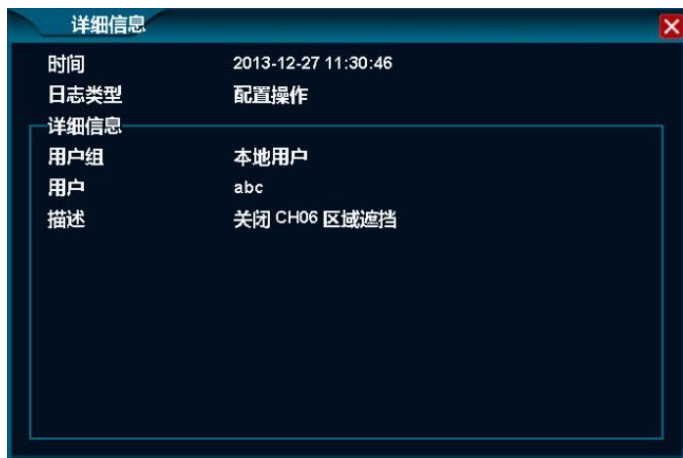 详细信息
时间 2013-12-27 11:30:46
日志类型 配置操作
详细信息
用户组 本地用户
用户 abc
描述 关闭 CH06 区域遮挡